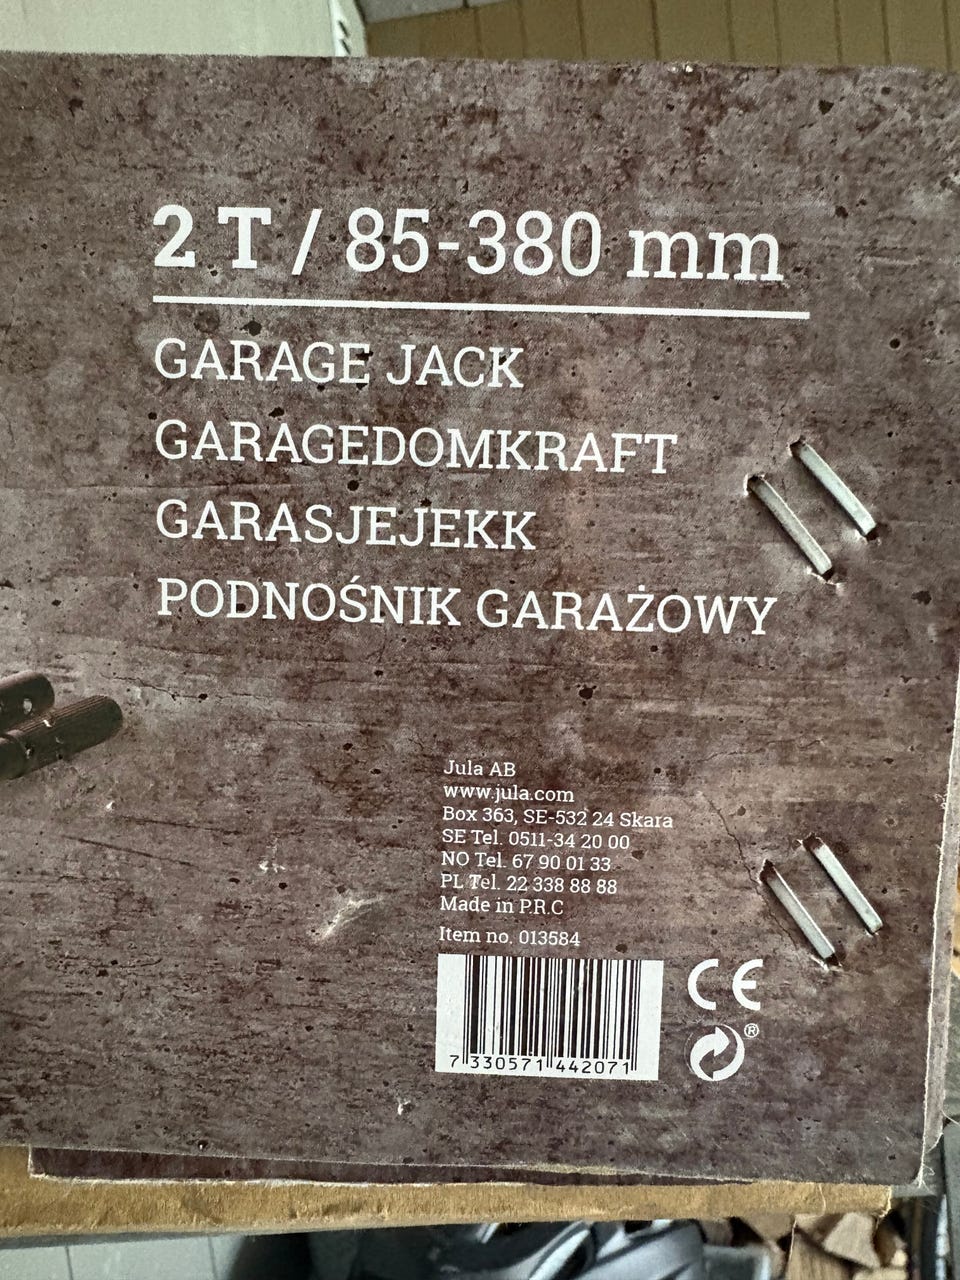 2 T / 85-380 mm
GARAGE JACK
GARAGEDOMKRAFT
GARASJEJEKK
PODNOŚNIK GARAŻOWY
Jula AB
www.jula.com
Box 363, SE-532 24 Skara
SE Tel. 0511-34 20 00
NO Tel. 67 90 01 33
PL Tel. 22 338 88 88
Made in P.R.C
Item no. 013584
7 330571 442071
CE
®